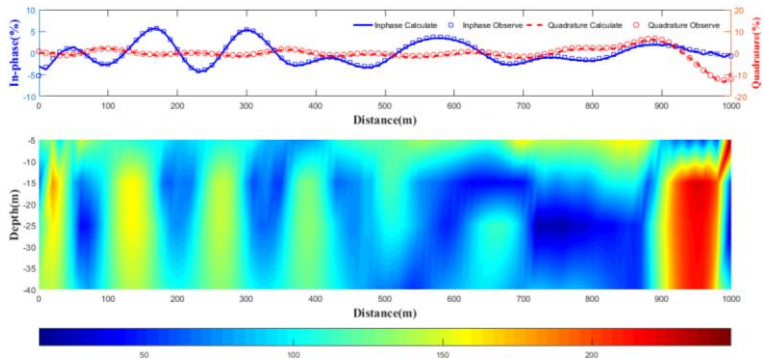 10 20
Inphase Calculate Inphase Observe Quadrature Calculate Quadrature Observe
5 10
0 0
-5 -10
-10 -20
In-phase(%)
Quadrature(%)
0 100 200 300 400 500 600 700 800 900 1000
Distance(m)
-5
-10
-15
-20
-25
-30
-35
-40
Depth(m)
0 100 200 300 400 500 600 700 800 900 1000
Distance(m)
50 100 150 200